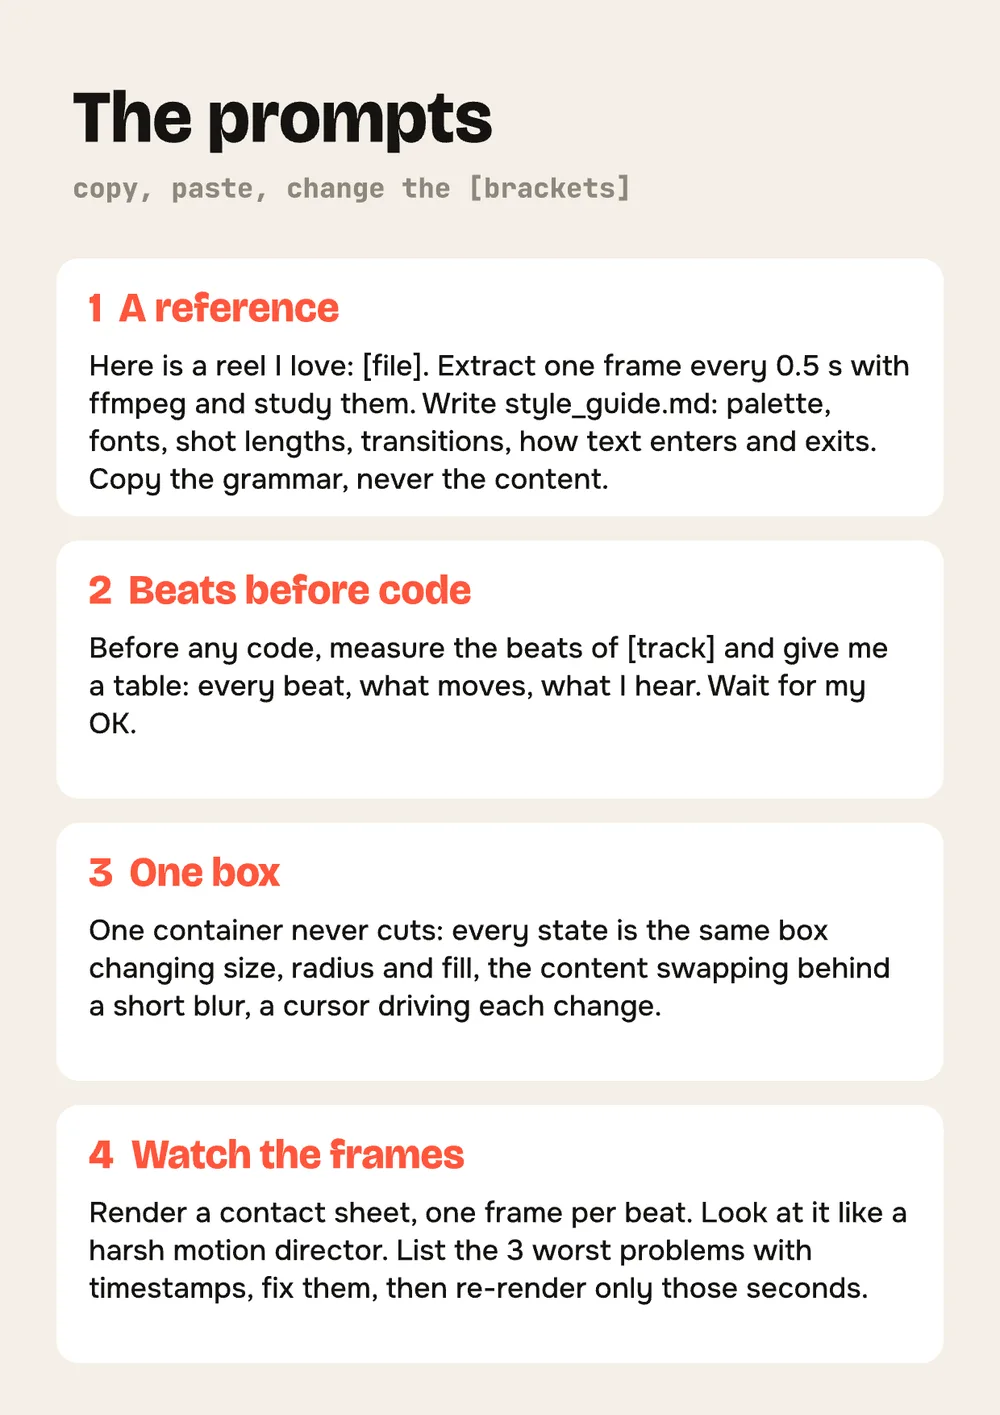 The prompts
copy, paste, change the [brackets]
1 A reference
Here is a reel I love: [file]. Extract one frame every 0.5 s with
ffmpeg and study them. Write style_guide.md: palette,
fonts, shot lengths, transitions, how text enters and exits.
Copy the grammar, never the content.
2 Beats before code
Before any code, measure the beats of [track] and give me
a table: every beat, what moves, what I hear. Wait for my
OK.
3 One box
One container never cuts: every state is the same box
changing size, radius and fill, the content swapping behind
a short blur, a cursor driving each change.
4 Watch the frames
Render a contact sheet, one frame per beat. Look at it like a
harsh motion director. List the 3 worst problems with
timestamps, fix them, then re-render only those seconds.